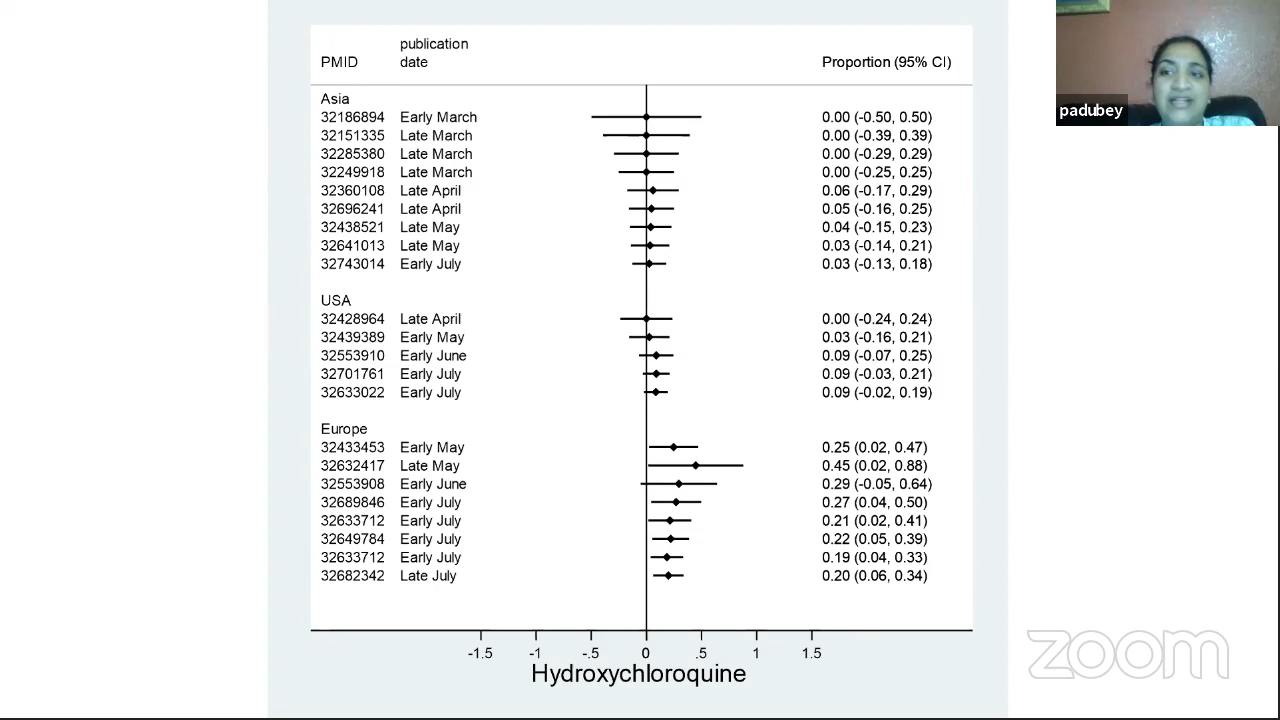 publication
PMID date Proportion (95% CI)
Asia
32186894 Early March 0.00 (-0.50, 0.50)
32151335 Late March 0.00 (-0.39, 0.39)
32285380 Late March 0.00 (-0.29, 0.29)
32249918 Late March 0.00 (-0.25, 0.25)
32360108 Late April 0.06 (-0.17, 0.29)
32696241 Late April 0.05 (-0.16, 0.25)
32438521 Late May 0.04 (-0.15, 0.23)
32641013 Late May 0.03 (-0.14, 0.21)
32743014 Early July 0.03 (-0.13, 0.18)
USA
32428964 Late April 0.00 (-0.24, 0.24)
32439389 Early May 0.03 (-0.16, 0.21)
32553910 Early June 0.09 (-0.07, 0.25)
32701761 Early July 0.09 (-0.03, 0.21)
32633022 Early July 0.09 (-0.02, 0.19)
Europe
32433453 Early May 0.25 (0.02, 0.47)
32632417 Late May 0.45 (0.02, 0.88)
32553908 Early June 0.29 (-0.05, 0.64)
32689846 Early July 0.27 (0.04, 0.50)
32633712 Early July 0.21 (0.02, 0.41)
32649784 Early July 0.22 (0.05, 0.39)
32633712 Early July 0.19 (0.04, 0.33)
32682342 Late July 0.20 (0.06, 0.34)
-1.5 -1 -.5 0 .5 1 1.5
Hydroxychloroquine
padubey
zoom